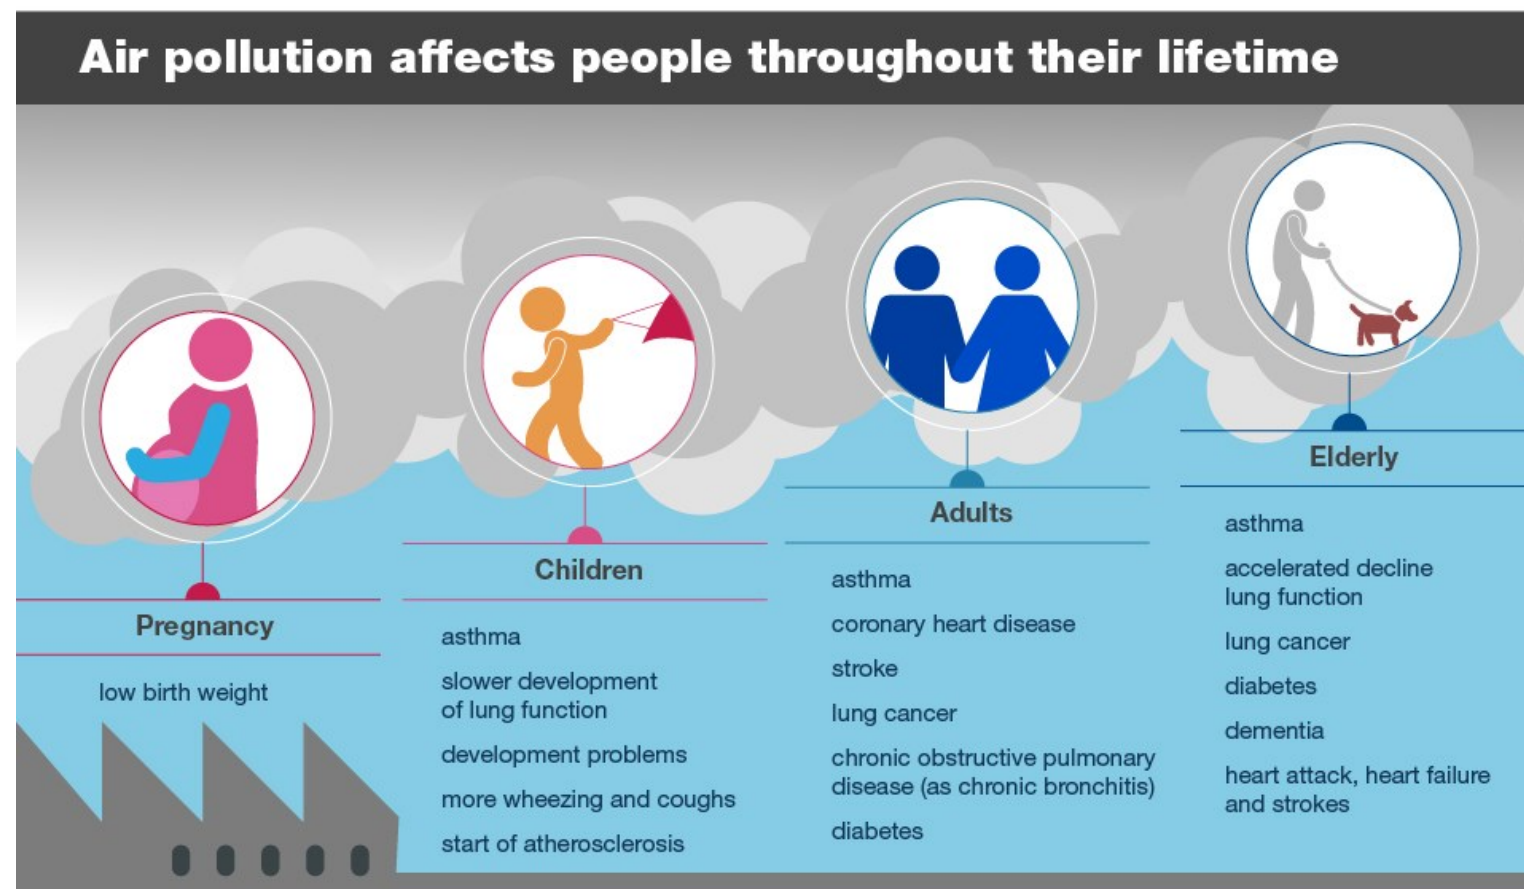 Air pollution affects people throughout their lifetime
Pregnancy
low birth weight
Children
asthma
slower development
of lung function
development problems
more wheezing and coughs
start of atherosclerosis
Adults
asthma
coronary heart disease
stroke
lung cancer
chronic obstructive pulmonary
disease (as chronic bronchitis)
diabetes
Elderly
asthma
accelerated decline
lung function
lung cancer
diabetes
dementia
heart attack, heart failure
and strokes